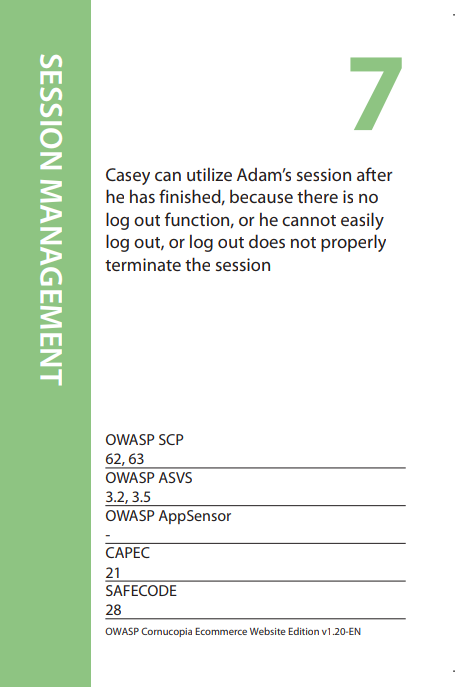 SESSION MANAGEMENT
7
Casey can utilize Adam’s session after
he has finished, because there is no
log out function, or he cannot easily
log out, or log out does not properly
terminate the session
OWASP SCP
62, 63
OWASP ASVS
3.2, 3.5
OWASP AppSensor
-
CAPEC
21
SAFECODE
28
OWASP Cornucopia Ecommerce Website Edition v1.20-EN